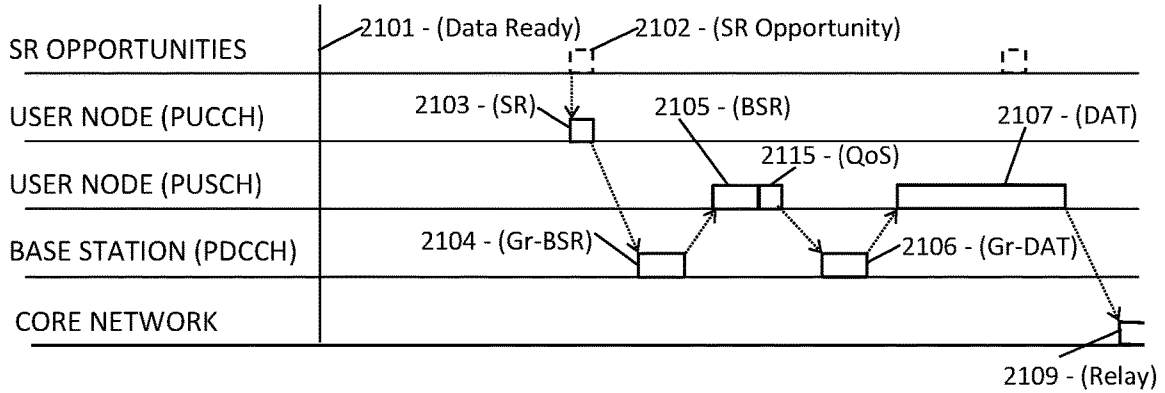 2101 - (Data Ready)
2102 - (SR Opportunity)
SR OPPORTUNITIES
2103 - (SR)
2105 - (BSR)
2107 - (DAT)
USER NODE (PUCCH)
2115 - (QoS)
USER NODE (PUSCH)
2104 - (Gr-BSR)
2106 - (Gr-DAT)
BASE STATION (PDCCH)
CORE NETWORK
2109 - (Relay)